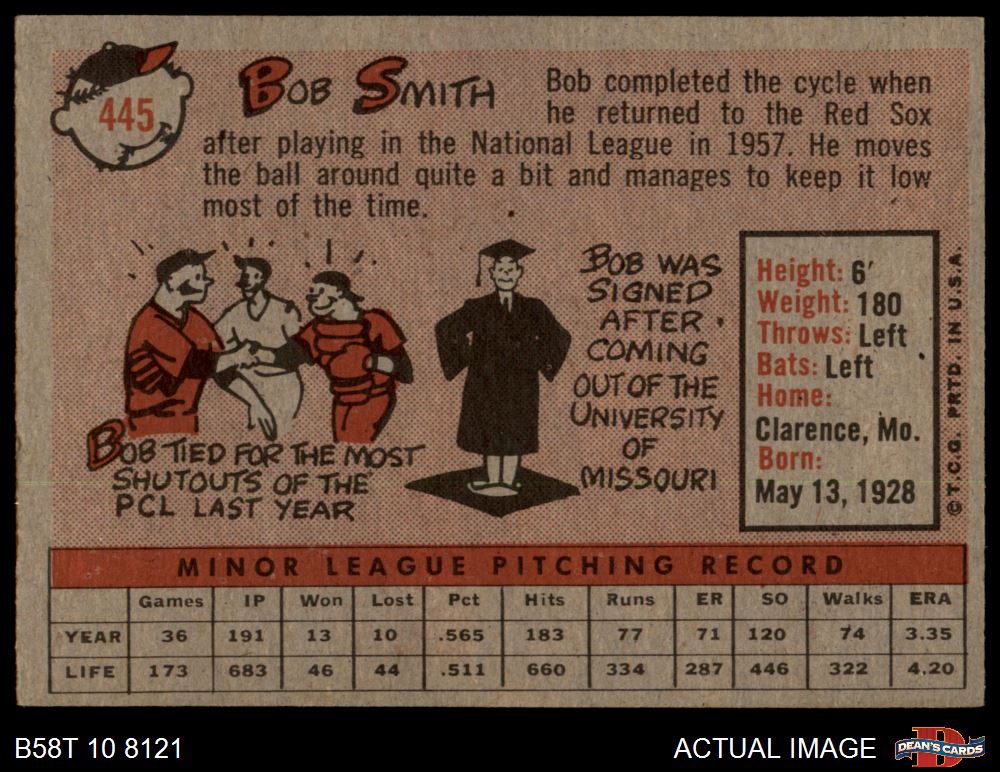 445
BOB SMITH
Bob completed the cycle when
he returned to the Red Sox
after playing in the National League in 1957. He moves
the ball around quite a bit and manages to keep it low
most of the time.
BOB TIED FOR THE MOST
SHUTOUTS OF THE
PCL LAST YEAR
BOB WAS
SIGNED
AFTER
COMING
OUT OF THE
UNIVERSITY
OF
MISSOURI
Height: 6'
Weight: 180
Throws: Left
Bats: Left
Home:
Clarence, Mo.
Born:
May 13, 1928
© T.C.G. PRTD. IN U.S.A.
MINOR LEAGUE PITCHING RECORD
Games IP Won Lost Pct Hits Runs ER SO Walks ERA
YEAR 36 191 13 10 .565 183 77 71 120 74 3.35
LIFE 173 683 46 44 .511 660 334 287 446 322 4.20
B58T 10 8121
ACTUAL IMAGE
D
DEAN'S CARDS